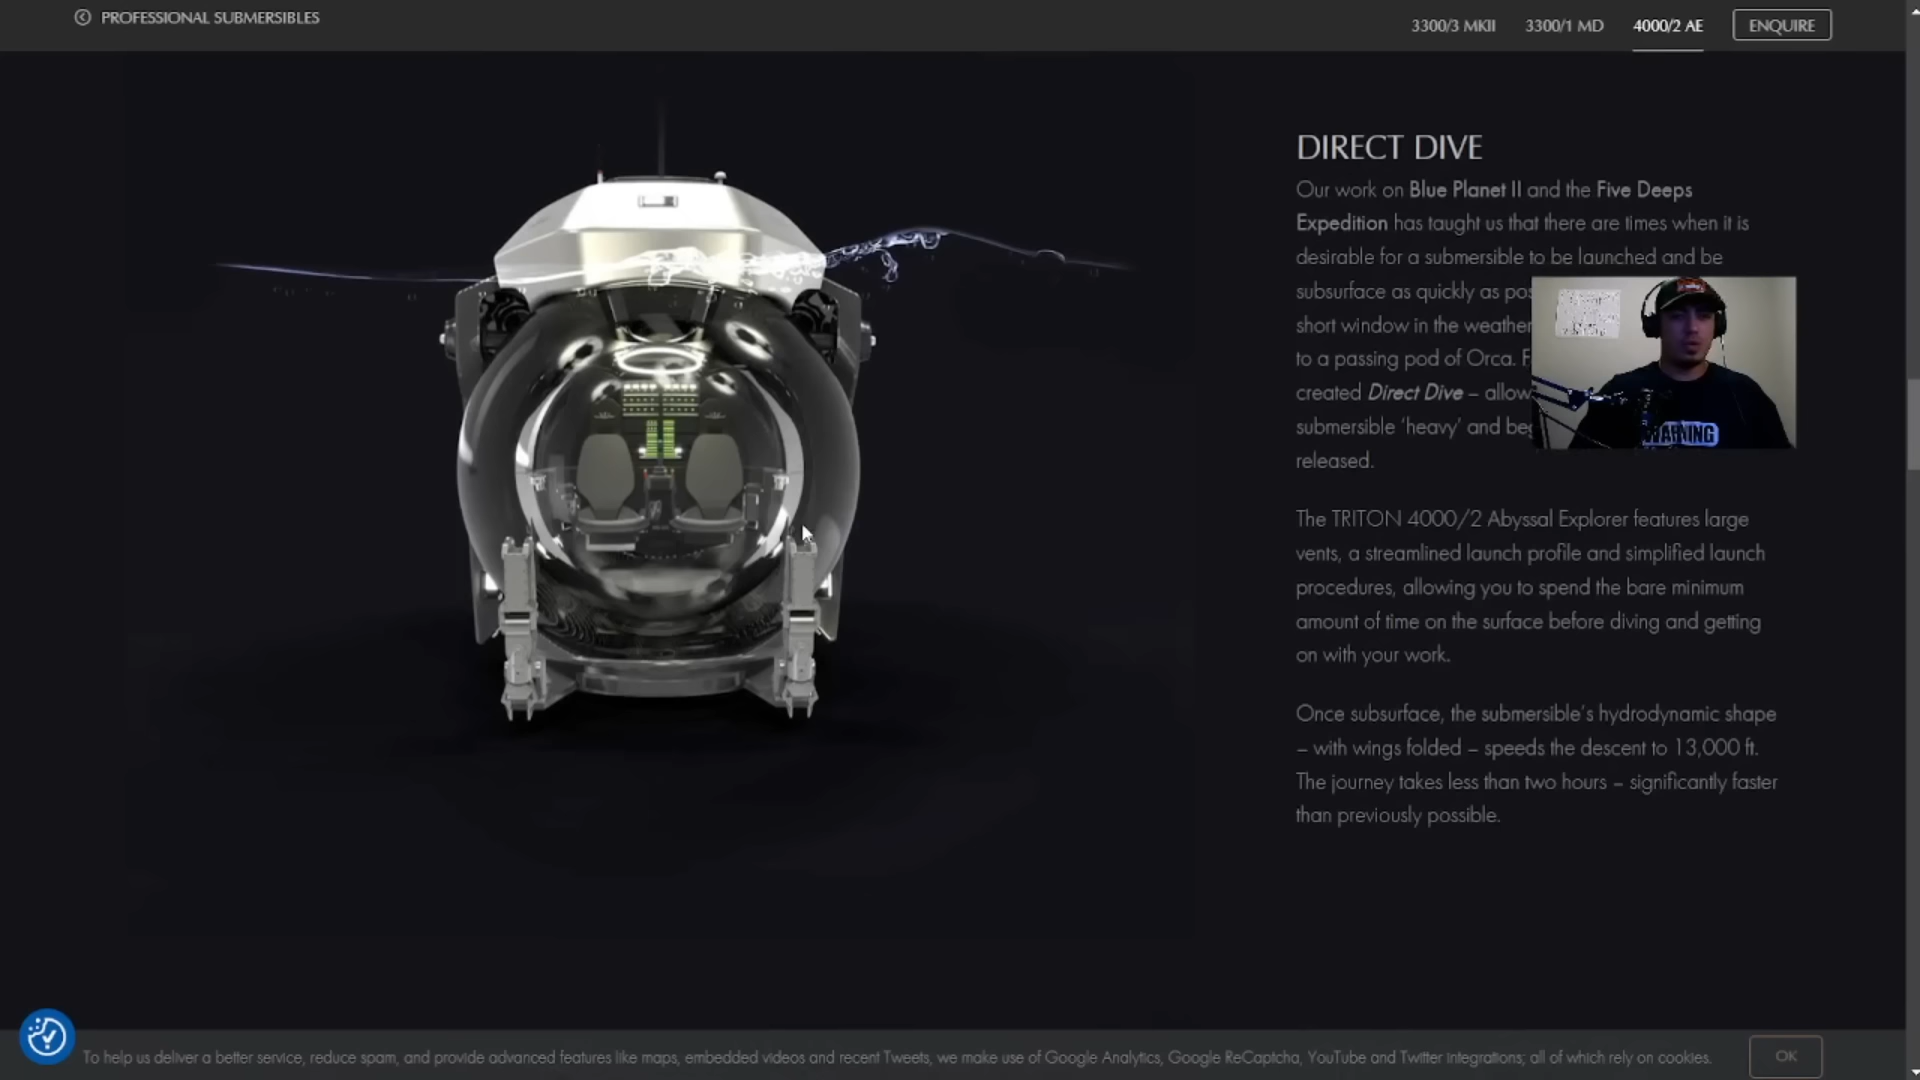 PROFESSIONAL SUBMERSIBLES
3300/3 MKII
3300/1 MD
4000/2 AE
ENQUIRE
DIRECT DIVE
Our work on Blue Planet II and the Five Deeps
Expedition has taught us that there are times when it is
desirable for a submersible to be launched and be
subsurface as quickly as
short window in the weather
to a passing pod of Orca.
created Direct Dive –
submersible ‘heavy’ and
released.
WARNING
The TRITON 4000/2 Abyssal Explorer features large
vents, a streamlined launch profile and simplified launch
procedures, allowing you to spend the bare minimum
amount of time on the surface before diving and getting
on with your work.
Once subsurface, the submersible's hydrodynamic shape
– with wings folded – speeds the descent to 13,000 ft.
The journey takes less than two hours – significantly faster
than previously possible.
To help us deliver a better service, reduce spam, and provide advanced features like maps, embedded videos and recent Tweets, we make use of Google Analytics, Google ReCaptcha, YouTube and Twitter integrations; all of which rely on cookies.
OK